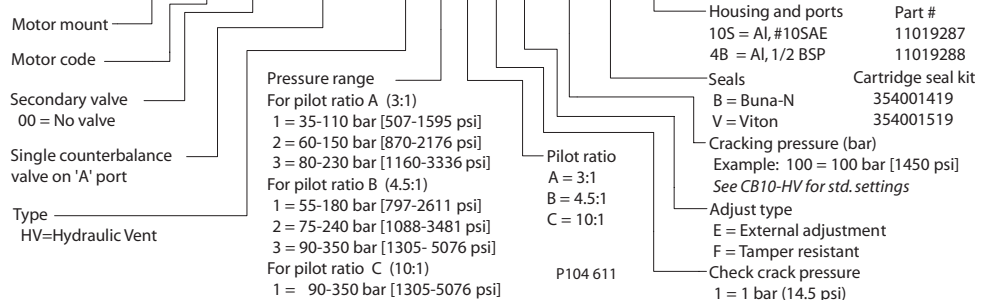 Motor mount
Motor code
Secondary valve
00 = No valve
Single counterbalance
valve on 'A' port
Type
HV=Hydraulic Vent
Pressure range
For pilot ratio A (3:1)
1 = 35-110 bar [507-1595 psi]
2 = 60-150 bar [870-2176 psi]
3 = 80-230 bar [1160-3336 psi]
For pilot ratio B (4.5:1)
1 = 55-180 bar [797-2611 psi]
2 = 75-240 bar [1088-3481 psi]
3 = 90-350 bar [1305- 5076 psi]
For pilot ratio C (10:1)
1 = 90-350 bar [1305-5076 psi]
Pilot ratio
A = 3:1
B = 4.5:1
C = 10:1
P104 611
Housing and ports Part #
10S = Al, #10SAE 11019287
4B = Al, 1/2 BSP 11019288
Seals Cartridge seal kit
B = Buna-N 354001419
V = Viton 354001519
Cracking pressure (bar)
Example: 100 = 100 bar [1450 psi]
See CB10-HV for std. settings
Adjust type
E = External adjustment
F = Tamper resistant
Check crack pressure
1 = 1 bar (14.5 psi)